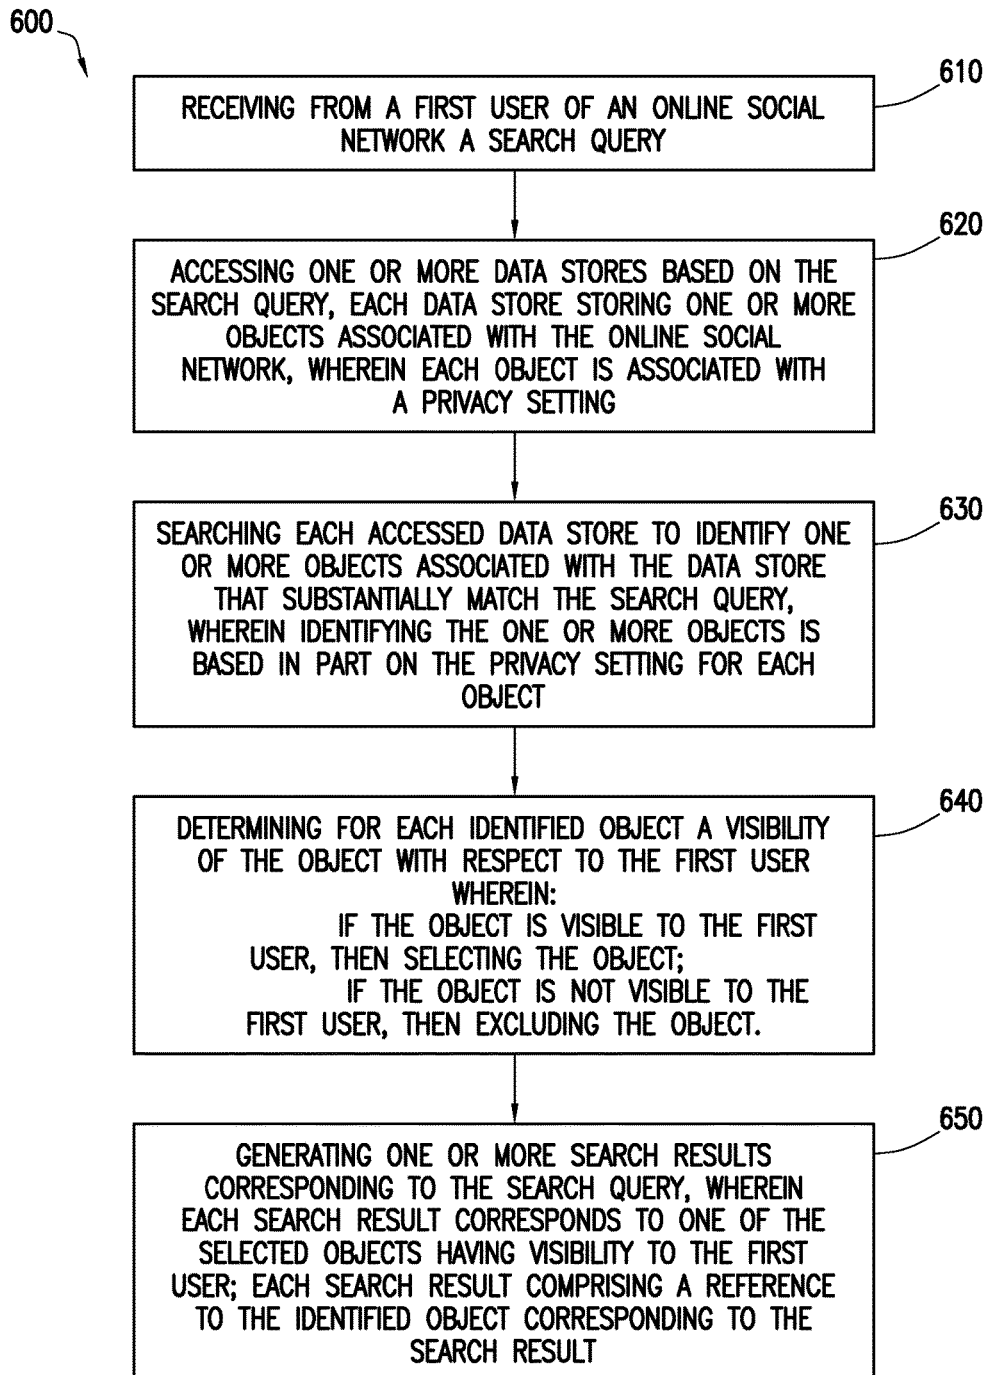 600
610
RECEIVING FROM A FIRST USER OF AN ONLINE SOCIAL
NETWORK A SEARCH QUERY
620
ACCESSING ONE OR MORE DATA STORES BASED ON THE
SEARCH QUERY, EACH DATA STORE STORING ONE OR MORE
OBJECTS ASSOCIATED WITH THE ONLINE SOCIAL
NETWORK, WHEREIN EACH OBJECT IS ASSOCIATED WITH
A PRIVACY SETTING
630
SEARCHING EACH ACCESSED DATA STORE TO IDENTIFY ONE
OR MORE OBJECTS ASSOCIATED WITH THE DATA STORE
THAT SUBSTANTIALLY MATCH THE SEARCH QUERY,
WHEREIN IDENTIFYING THE ONE OR MORE OBJECTS IS
BASED IN PART ON THE PRIVACY SETTING FOR EACH
OBJECT
640
DETERMINING FOR EACH IDENTIFIED OBJECT A VISIBILITY
OF THE OBJECT WITH RESPECT TO THE FIRST USER
WHEREIN:
IF THE OBJECT IS VISIBLE TO THE FIRST
USER, THEN SELECTING THE OBJECT;
IF THE OBJECT IS NOT VISIBLE TO THE
FIRST USER, THEN EXCLUDING THE OBJECT.
650
GENERATING ONE OR MORE SEARCH RESULTS
CORRESPONDING TO THE SEARCH QUERY, WHEREIN
EACH SEARCH RESULT CORRESPONDS TO ONE OF THE
SELECTED OBJECTS HAVING VISIBILITY TO THE FIRST
USER; EACH SEARCH RESULT COMPRISING A REFERENCE
TO THE IDENTIFIED OBJECT CORRESPONDING TO THE
SEARCH RESULT